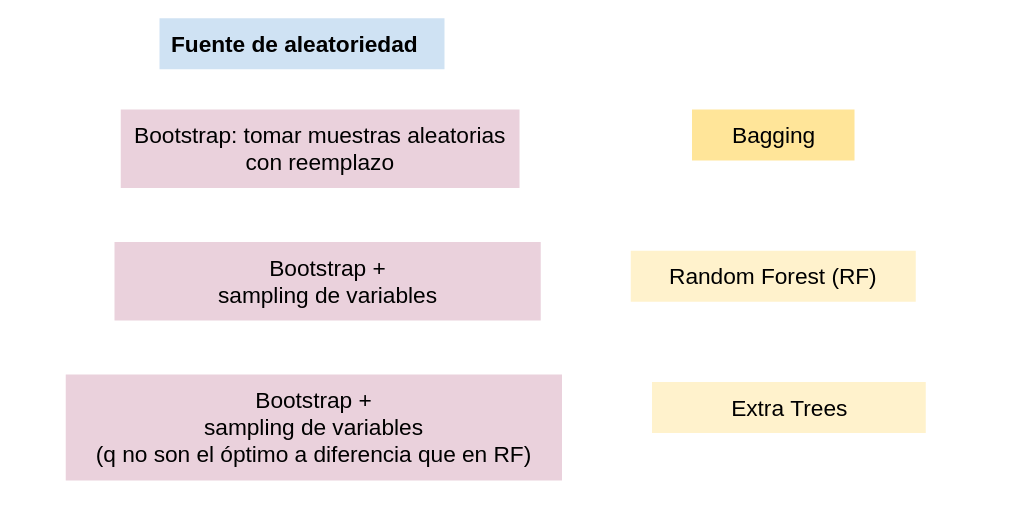 Fuente de aleatoriedad
Bootstrap: tomar muestras aleatorias
con reemplazo
Bagging
Bootstrap +
sampling de variables
Random Forest (RF)
Bootstrap +
sampling de variables
(q no son el óptimo a diferencia que en RF)
Extra Trees